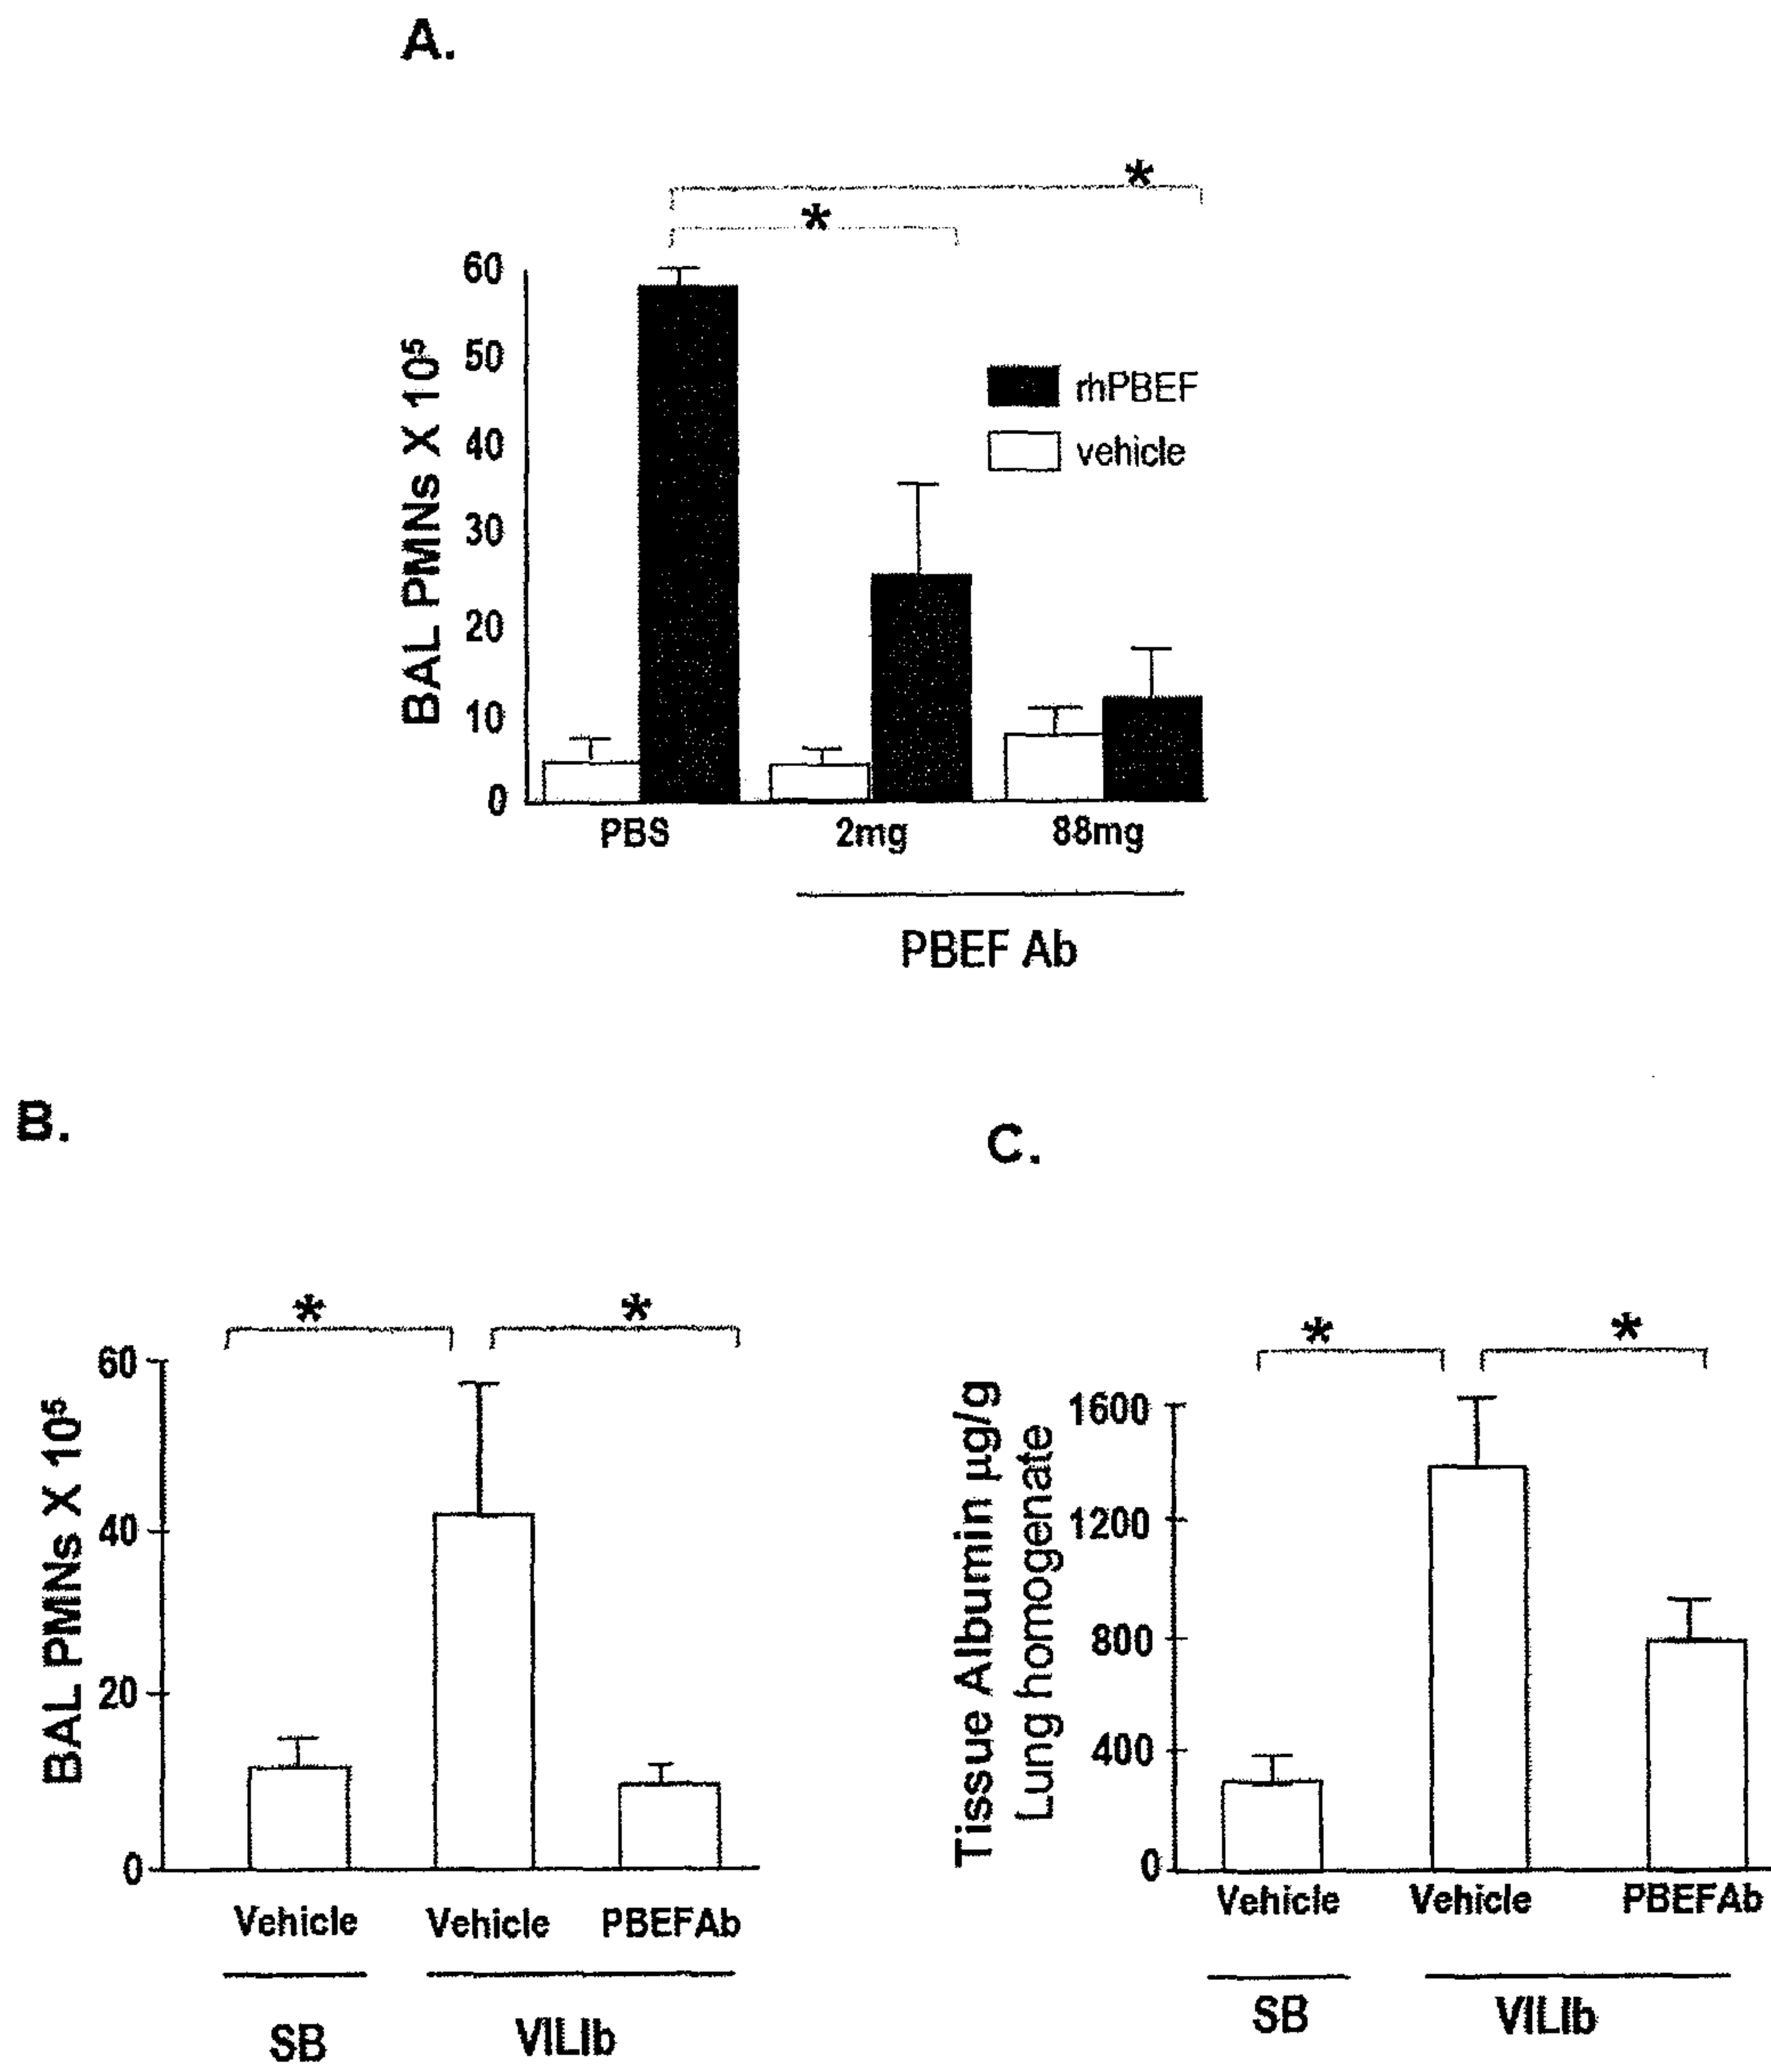 A.
*
*
BAL PMNs X 10⁵
60
50
40
30
20
10
0
rhPBEF
vehicle
PBS
2mg
88mg
PBEF Ab
B.
*
*
BAL PMNs X 10⁵
60
40
20
0
Vehicle
Vehicle
PBEFAb
SB
VILIb
C.
*
*
Tissue Albumin µg/g
Lung homogenate
1600
1200
800
400
0
Vehicle
Vehicle
PBEFAb
SB
VILIb